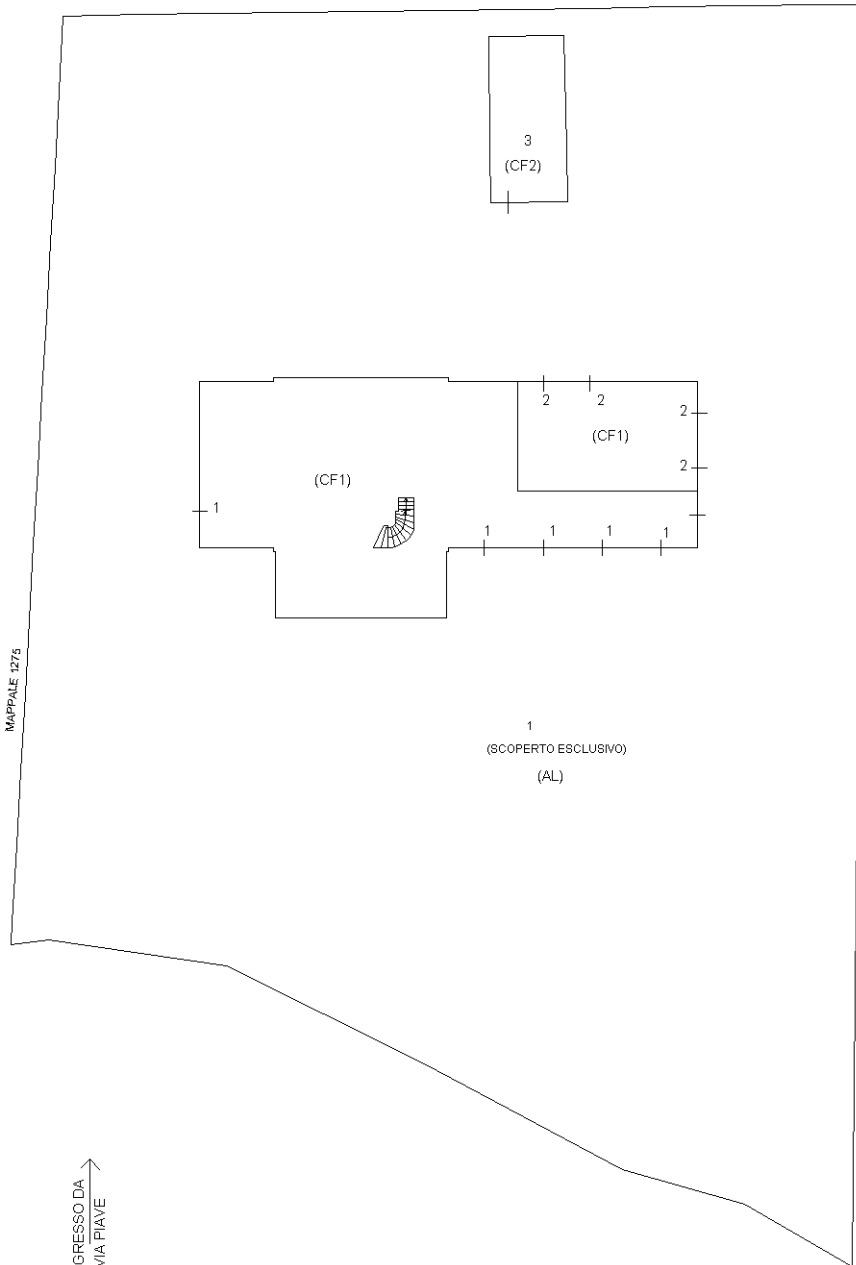 3
(CF2)
2 2
2
(CF1)
2
(CF1)
1
1 1 1 1
MAPPALE 1275
1
(SCOPERTO ESCLUSIVO)
(AL)
GRESSO DA
VIA PIAVE